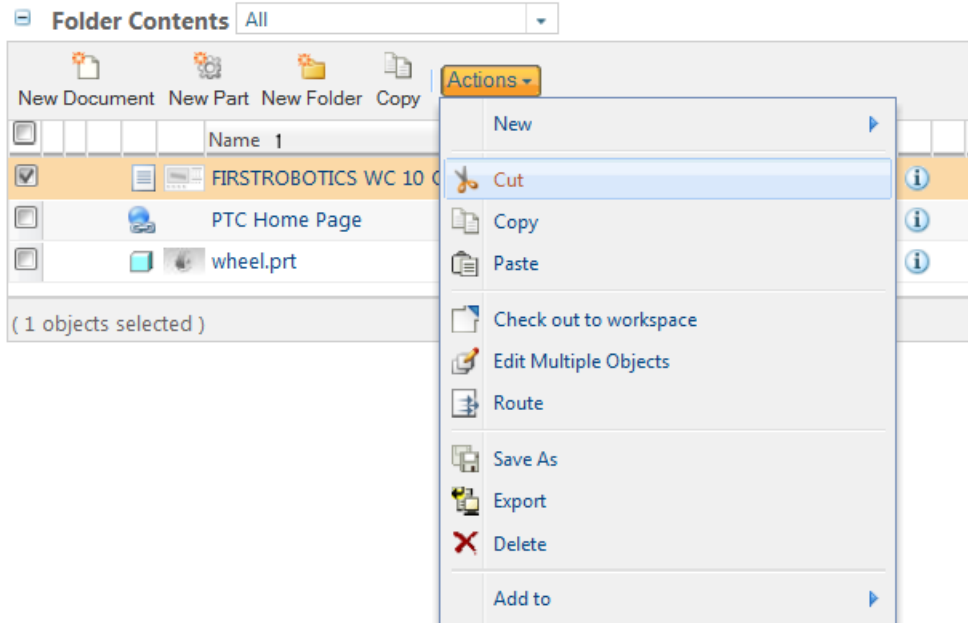 Folder Contents All
New Document New Part New Folder Copy Actions
Name 1
FIRSTROBOTICS WC 10
PTC Home Page
wheel.prt
( 1 objects selected )
New
Cut
Copy
Paste
Check out to workspace
Edit Multiple Objects
Route
Save As
Export
Delete
Add to